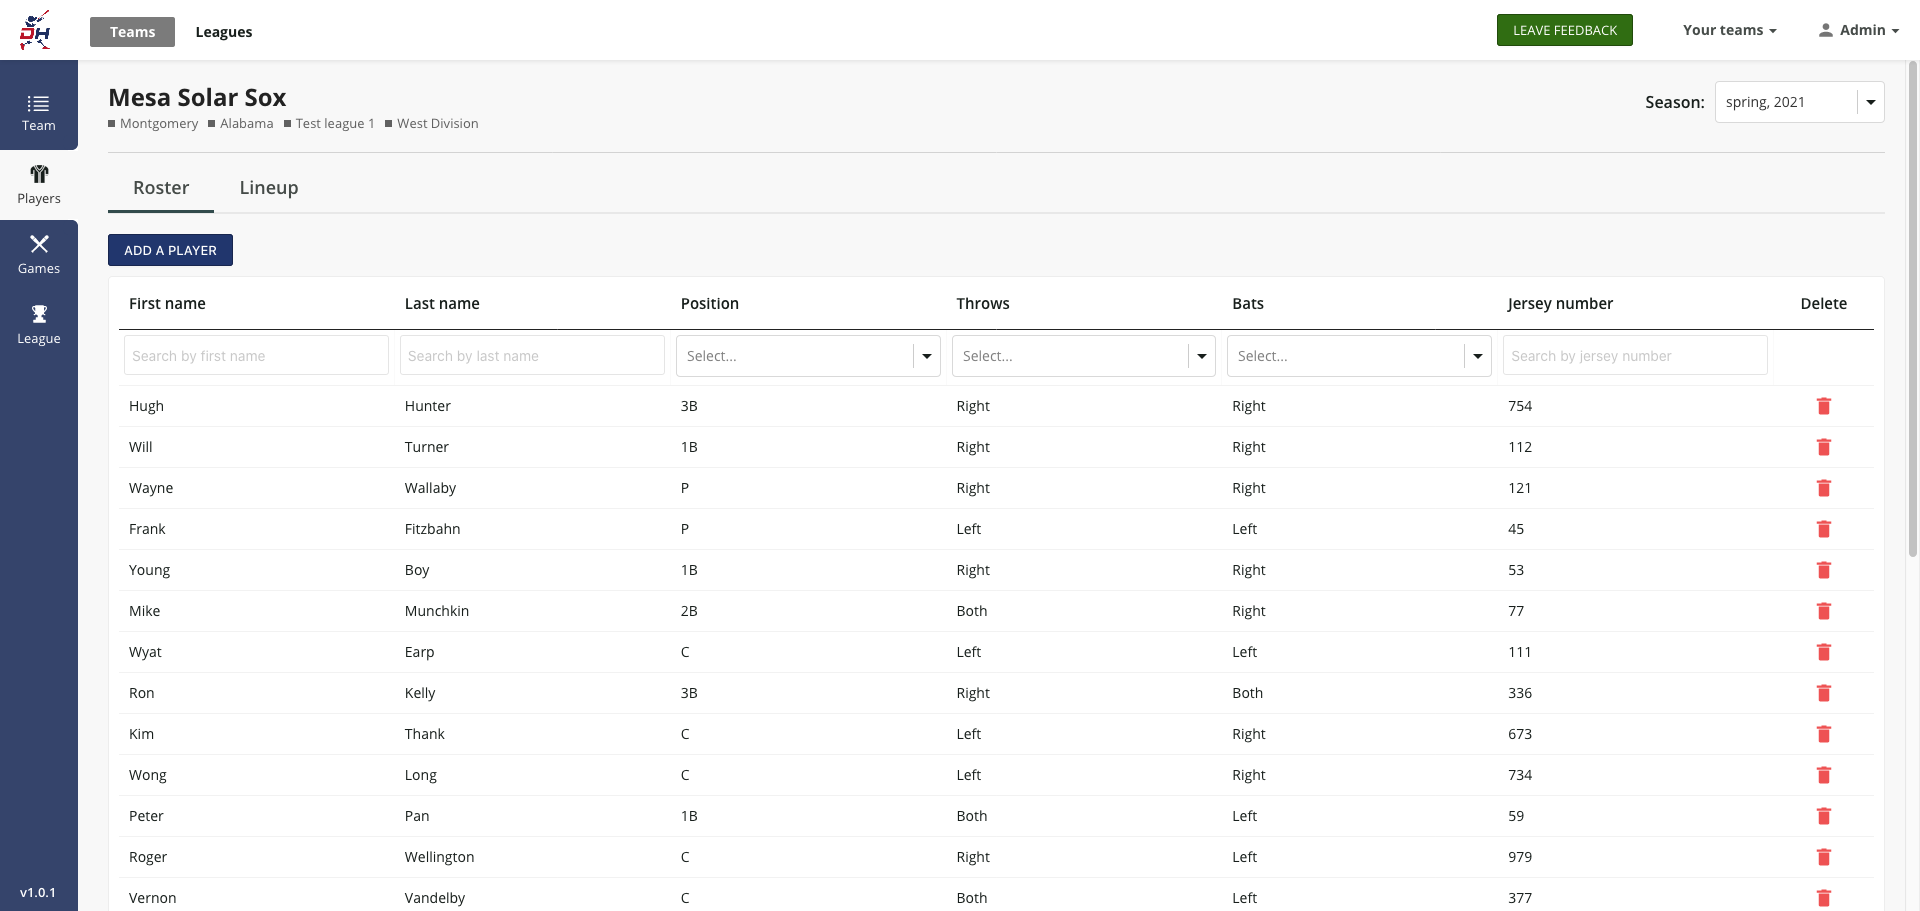 DH
Teams
Leagues
LEAVE FEEDBACK
Your teams
Admin
Team
Players
Games
League
v1.0.1
Mesa Solar Sox
Montgomery Alabama Test league 1 West Division
Season: spring, 2021
Roster Lineup
ADD A PLAYER
First name Last name Position Throws Bats Jersey number Delete
Search by first name Search by last name Select... Select... Select... Search by jersey number
Hugh Hunter 3B Right Right 754
Will Turner 1B Right Right 112
Wayne Wallaby P Right Right 121
Frank Fitzbahn P Left Left 45
Young Boy 1B Right Right 53
Mike Munchkin 2B Both Right 77
Wyat Earp C Left Left 111
Ron Kelly 3B Right Both 336
Kim Thank C Left Right 673
Wong Long C Left Right 734
Peter Pan 1B Both Left 59
Roger Wellington C Right Left 979
Vernon Vandelby C Both Left 377